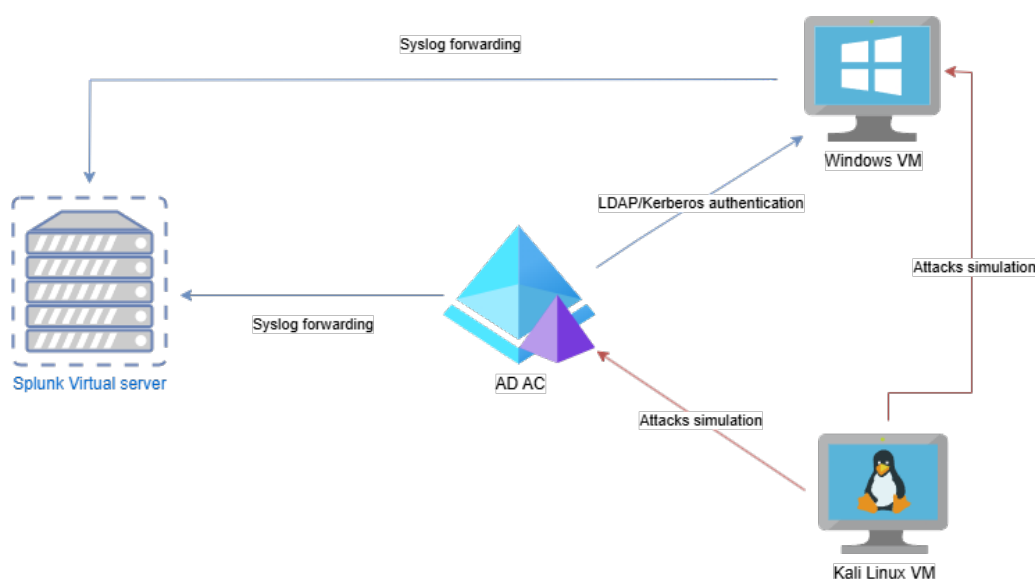 Syslog forwarding
Windows VM
LDAP/Kerberos authentication
Attacks simulation
Syslog forwarding
Splunk Virtual server
AD AC
Attacks simulation
Kali Linux VM